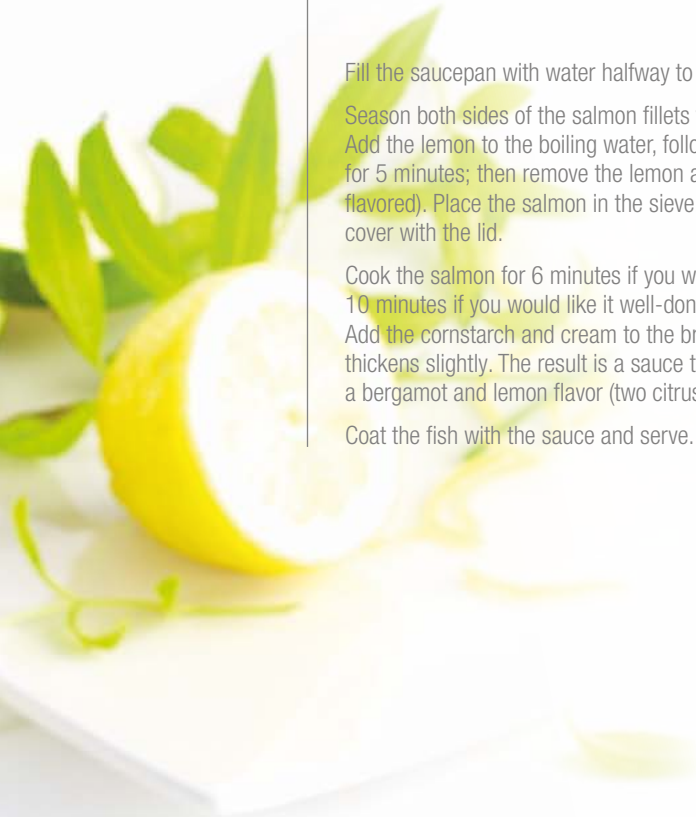 Fill the saucepan with water halfway to
Season both sides of the salmon fillets
Add the lemon to the boiling water, follo
for 5 minutes; then remove the lemon a
flavored). Place the salmon in the sieve
cover with the lid.
Cook the salmon for 6 minutes if you w
10 minutes if you would like it well-don
Add the cornstarch and cream to the br
thickens slightly. The result is a sauce t
a bergamot and lemon flavor (two citrus
Coat the fish with the sauce and serve.